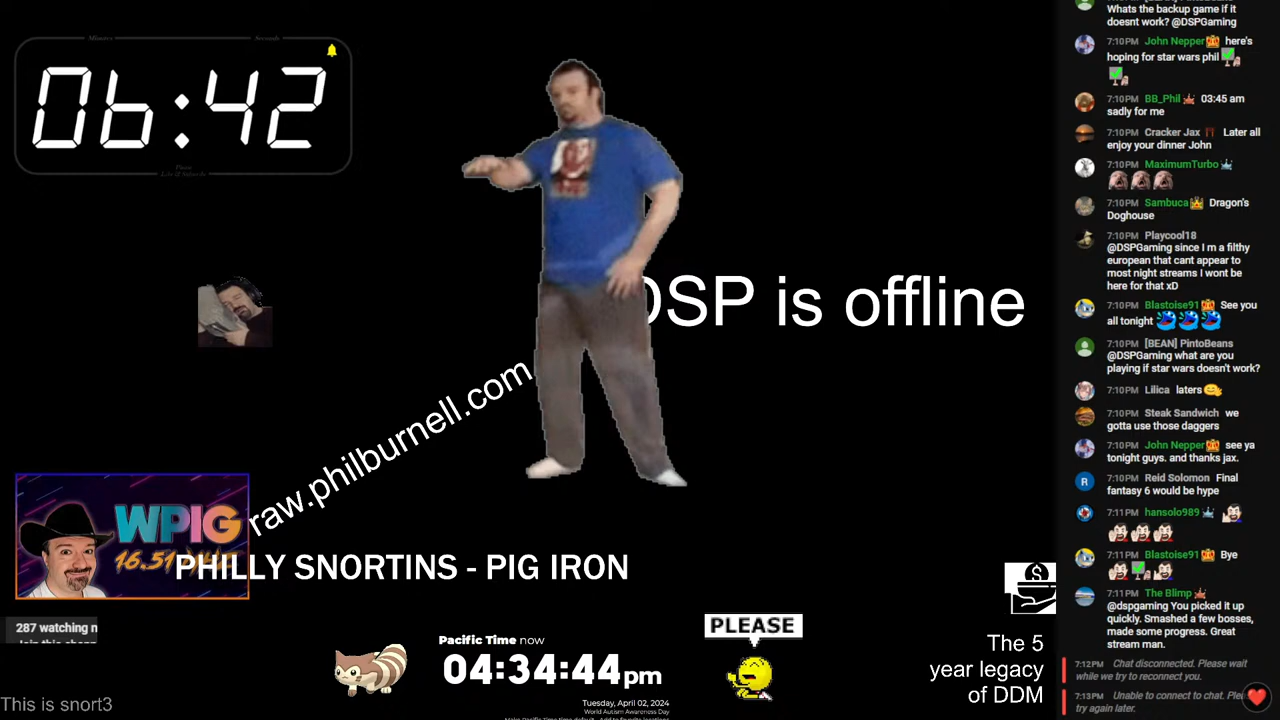 Minutes
Seconds
06:42
DSP is offline
raw.philburnell.com
WPIG
16.51
PHILLY SNORTINS - PIG IRON
287 watching n
This is snort3
Pacific Time now
04:34:44pm
Tuesday, April 02, 2024
World Autism Awareness Day
PLEASE
The 5
year legacy
of DDM
Whats the backup game if it
doesnt work? @DSPGaming
7:10PM John Nepper here's
hoping for star wars phil
7:10PM BB_Phil 03:45 am
sadly for me
7:10PM Cracker Jax Later all
enjoy your dinner John
7:10PM MaximumTurbo
7:10PM Sambuca Dragon's
Doghouse
7:10PM Playcool18
@DSPGaming since I m a filthy
european that cant appear to
most night streams I wont be
here for that xD
7:10PM Blastoise91 See you
all tonight
7:10PM [BEAN] PintoBeans
@DSPGaming what are you
playing if star wars doesn't work?
7:10PM Lilica laters
7:10PM Steak Sandwich we
gotta use those daggers
7:10PM John Nepper see ya
tonight guys. and thanks jax.
7:10PM Reid Solomon Final
fantasy 6 would be hype
7:11PM hansolo989
7:11PM Blastoise91 Bye
7:11PM The Blimp
@dspgaming You picked it up
quickly. Smashed a few bosses,
made some progress. Great
stream man.
7:12PM Chat disconnected. Please wait
while we try to reconnect you.
7:13PM Unable to connect to chat. Ple
try again later.